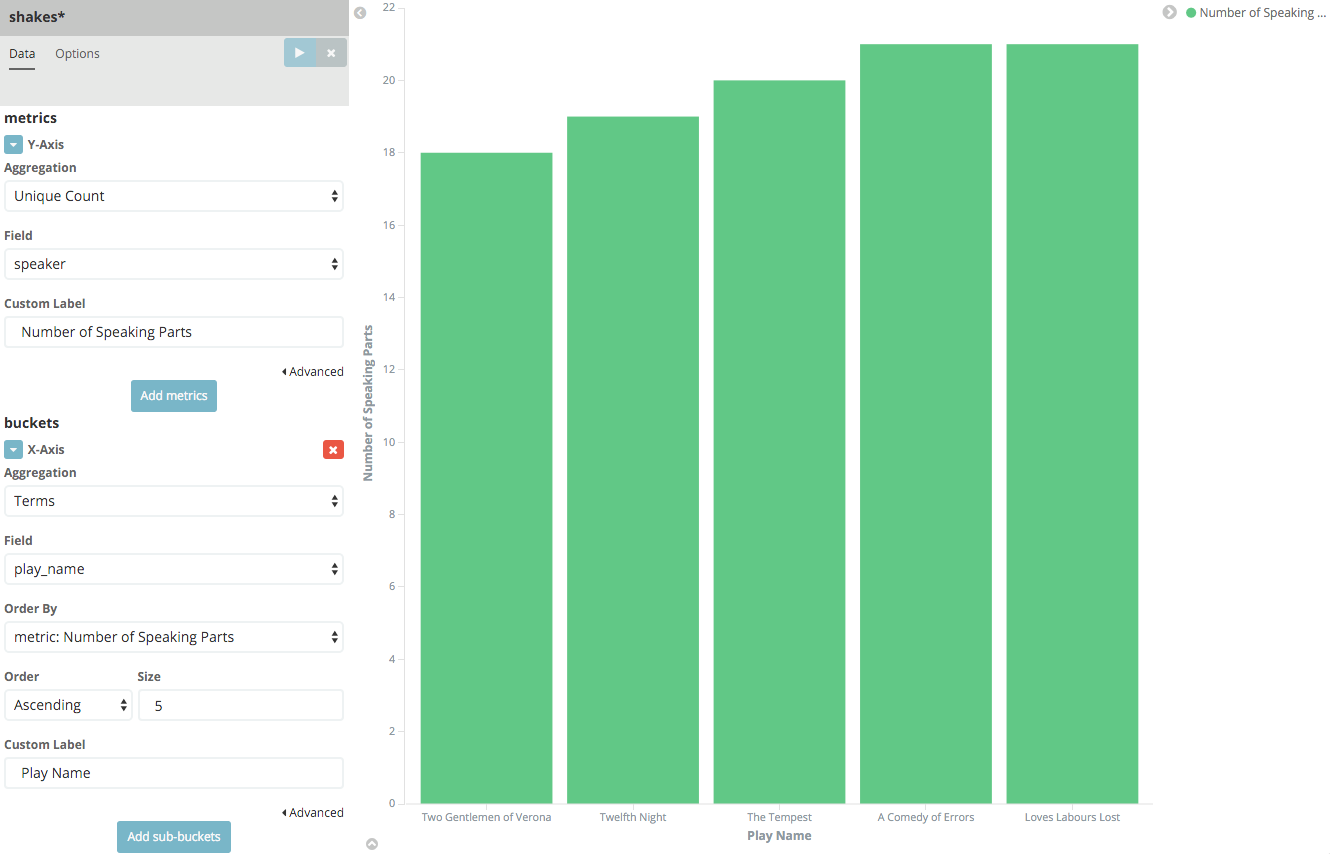 shakes*
Data Options
metrics
Y-Axis
Aggregation
Unique Count
Field
speaker
Custom Label
Number of Speaking Parts
Advanced
Add metrics
buckets
X-Axis
Aggregation
Terms
Field
play_name
Order By
metric: Number of Speaking Parts
Order Size
Ascending 5
Custom Label
Play Name
Advanced
Add sub-buckets
Number of Speaking Parts
22
20
18
16
14
12
10
8
6
4
2
0
Two Gentlemen of Verona Twelfth Night The Tempest A Comedy of Errors Loves Labours Lost
Play Name
Number of Speaking ...